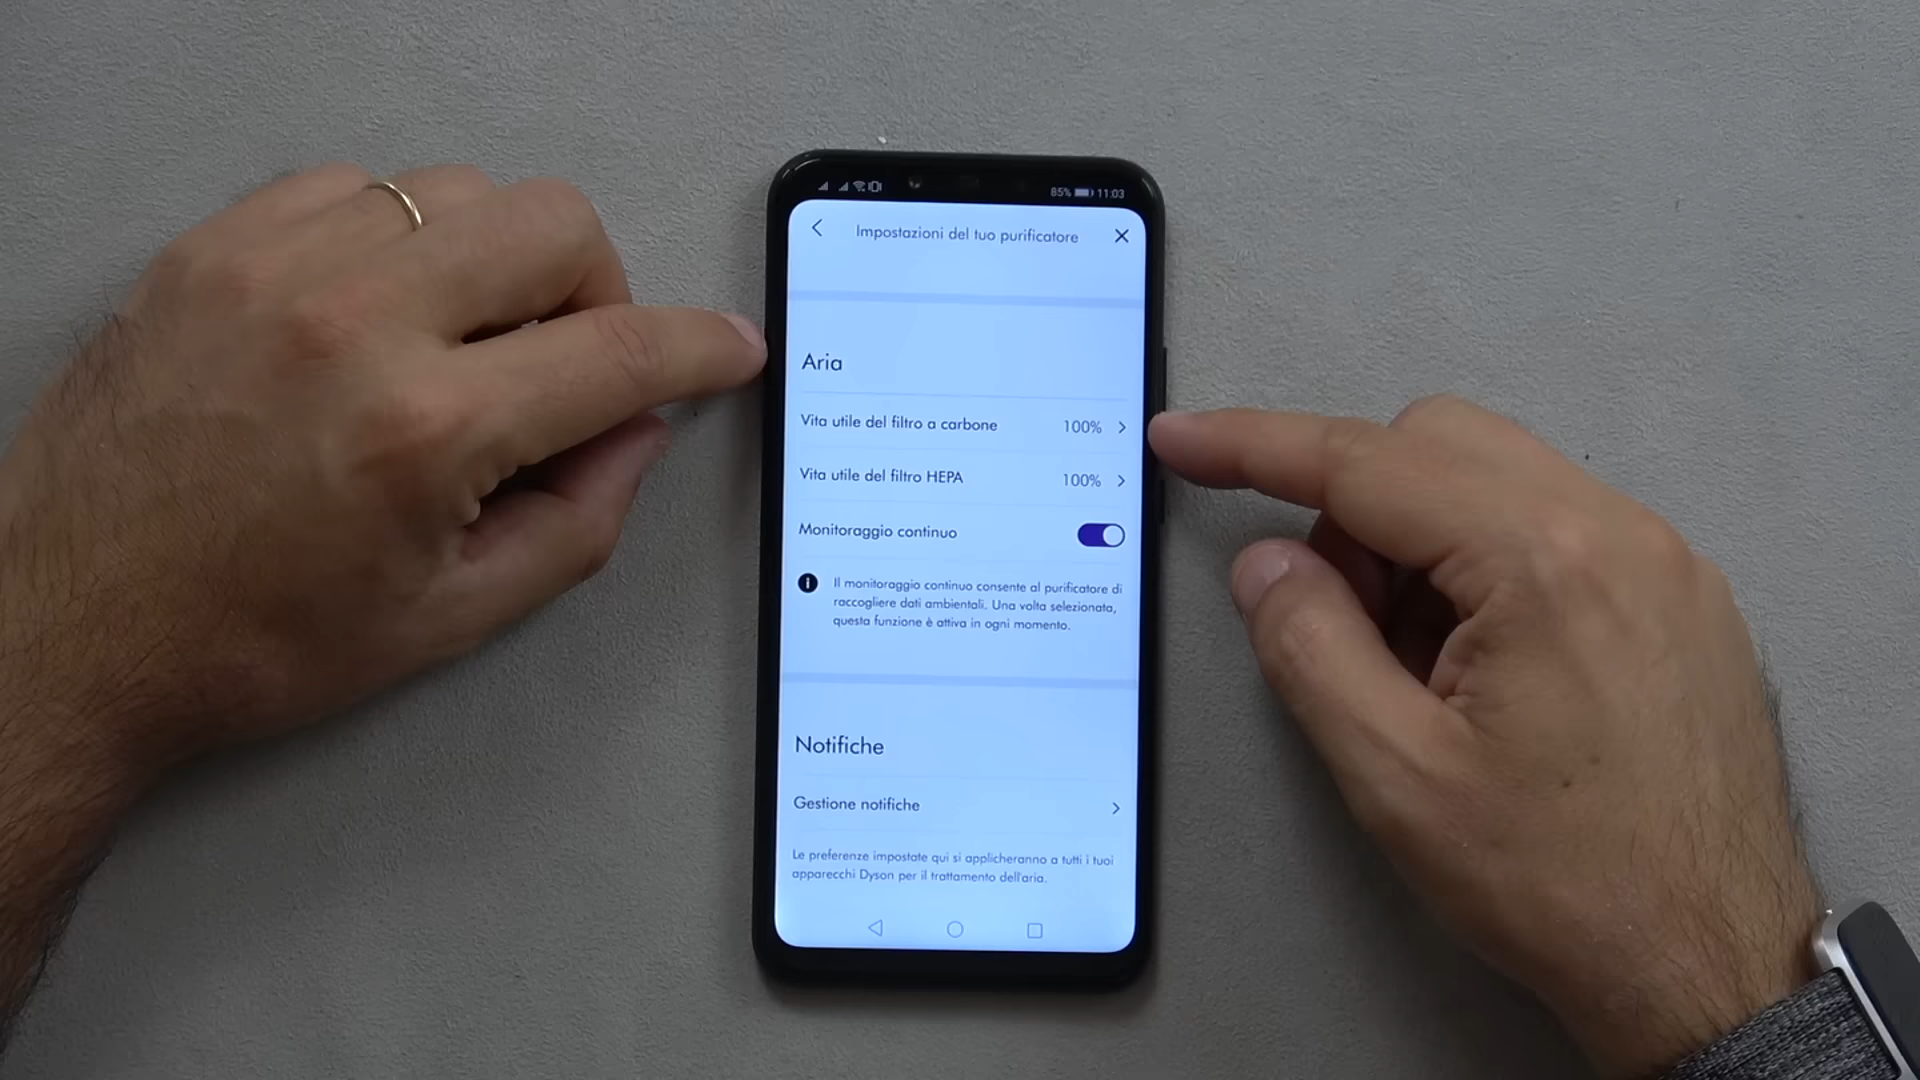 85% 11:03
Impostazioni del tuo purificatore
Aria
Vita utile del filtro a carbone 100%
Vita utile del filtro HEPA 100%
Monitoraggio continuo
Il monitoraggio continuo consente al purificatore di
raccogliere dati ambientali. Una volta selezionata,
questa funzione è attiva in ogni momento.
Notifiche
Gestione notifiche
Le preferenze impostate qui si applicheranno a tutti i tuoi
apparecchi Dyson per il trattamento dell'aria.